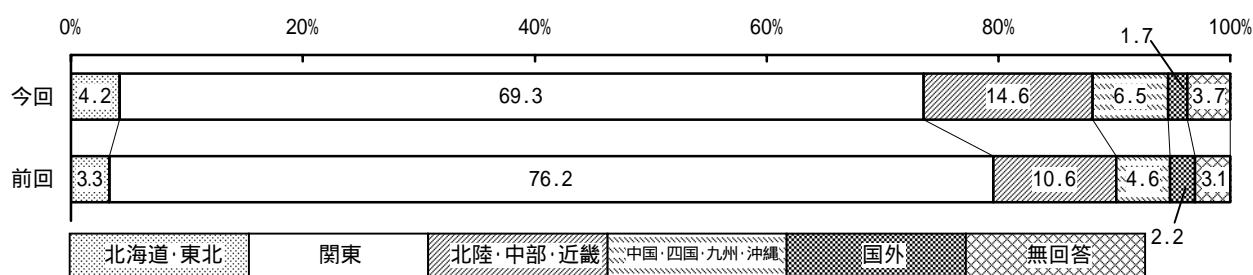 0% 20% 40% 60% 80% 100%
1.7
今回 4.2 69.3 14.6 6.5 3.7
前回 3.3 76.2 10.6 4.6 3.1
2.2
北海道･東北 関東 北陸･中部･近畿 中国･四国･九州･沖縄 国外 無回答